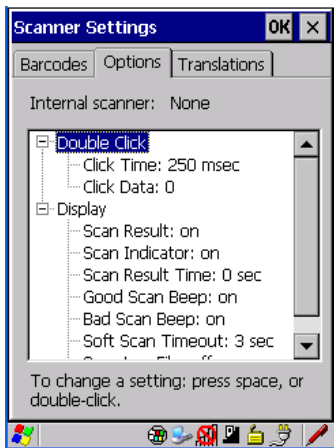 Scanner Settings OK ×
Barcodes Options Translations
Internal scanner: None
Double Click
Click Time: 250 msec
Click Data: 0
Display
Scan Result: on
Scan Indicator: on
Scan Result Time: 0 sec
Good Scan Beep: on
Bad Scan Beep: on
Soft Scan Timeout: 3 sec
To change a setting: press space, or
double-click.